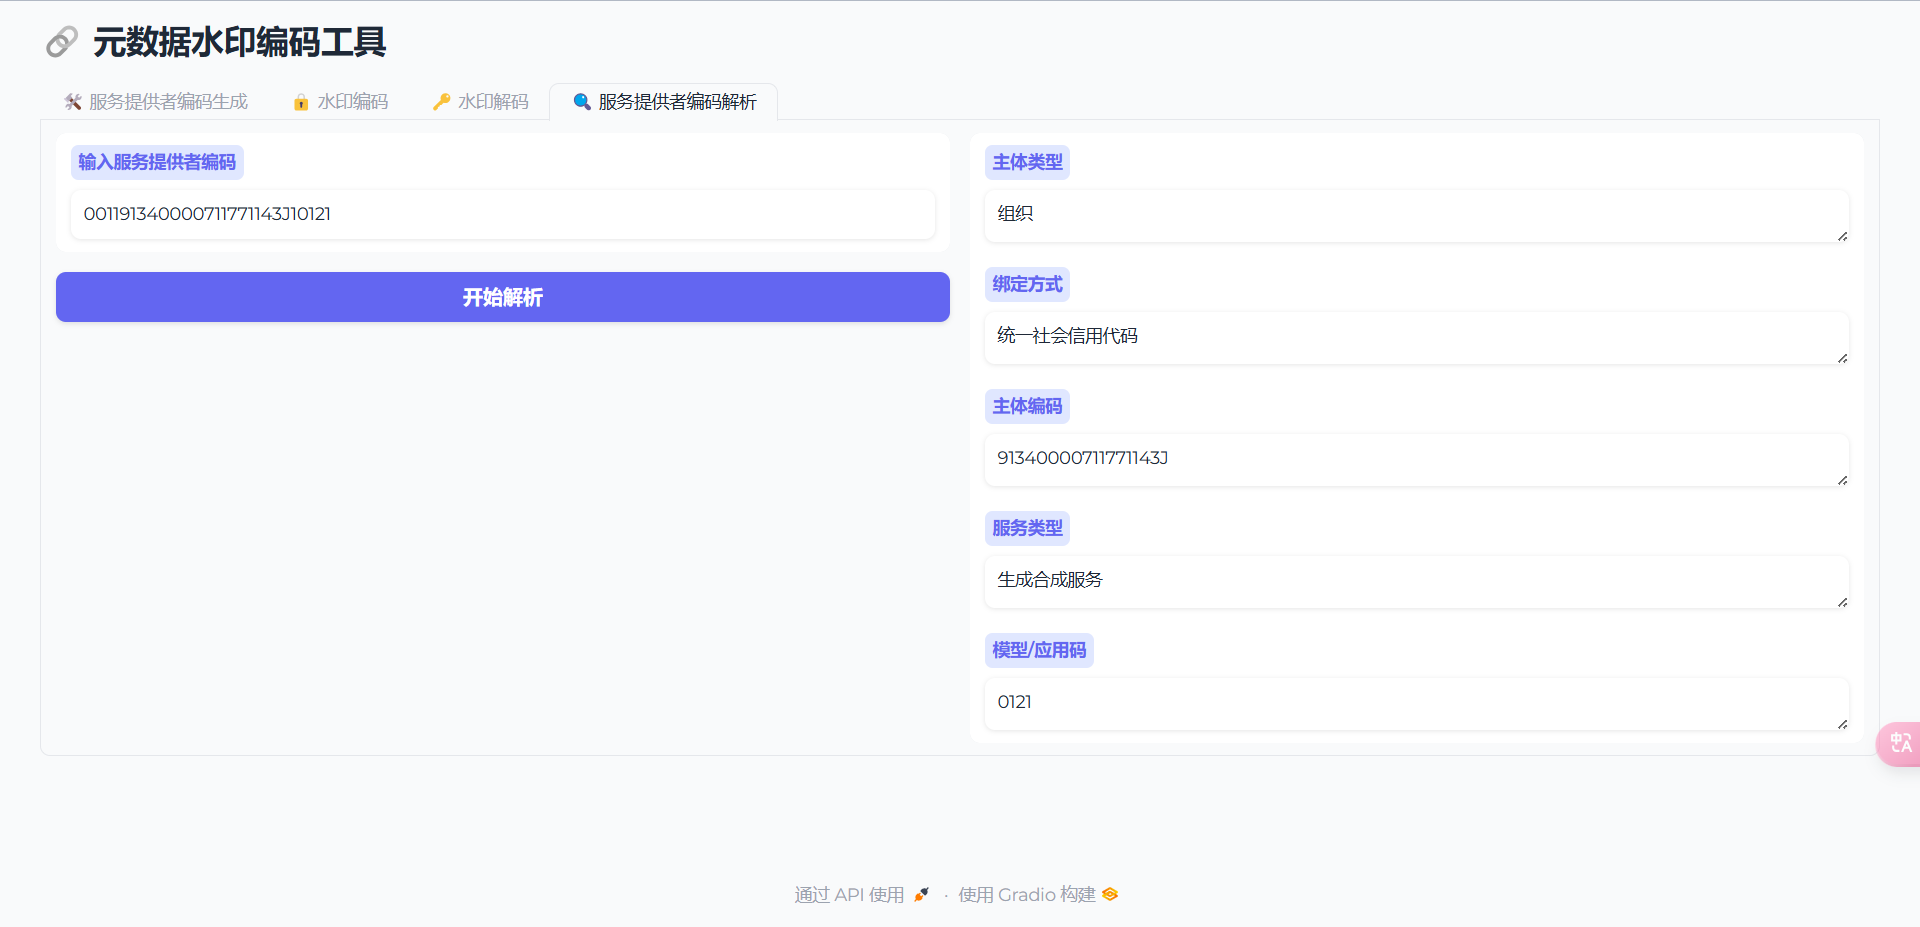 元数据水印编码工具
服务提供者编码生成
水印编码
水印解码
服务提供者编码解析
输入服务提供者编码
001191340000711771143J10121
开始解析
主体类型
组织
绑定方式
统一社会信用代码
主体编码
91340000711771143J
服务类型
生成合成服务
模型/应用码
0121
中A
通过 API 使用 · 使用 Gradio 构建